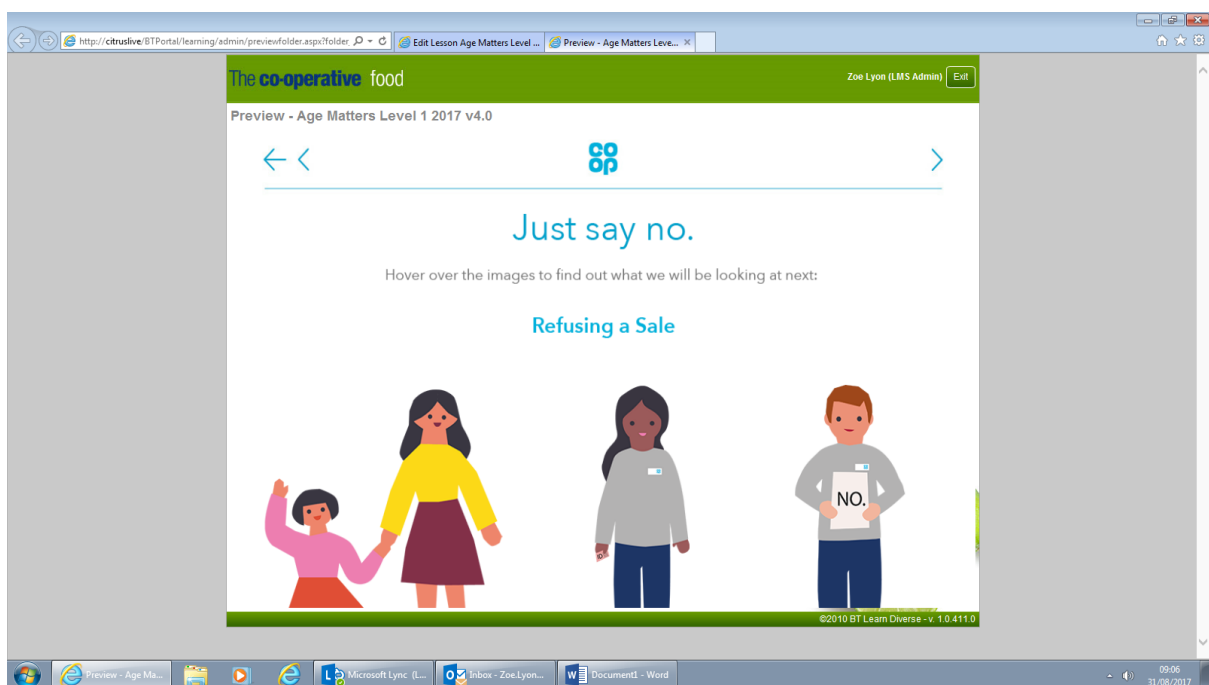 http://citruslive/BTPortal/learning/admin/previewfolder.aspx?folder
Edit Lesson Age Matters Level ...
Preview - Age Matters Leve...
The co-operative food
Zoe Lyon (LMS Admin)
Exit
Preview - Age Matters Level 1 2017 v4.0
CO
OP
Just say no.
Hover over the images to find out what we will be looking at next:
Refusing a Sale
NO.
©2010 BT Learn Diverse - v. 1.0.411.0
Preview - Age Ma...
Microsoft Lync (L...
Inbox - Zoe.Lyon...
Document1 - Word
09:06
31/08/2017